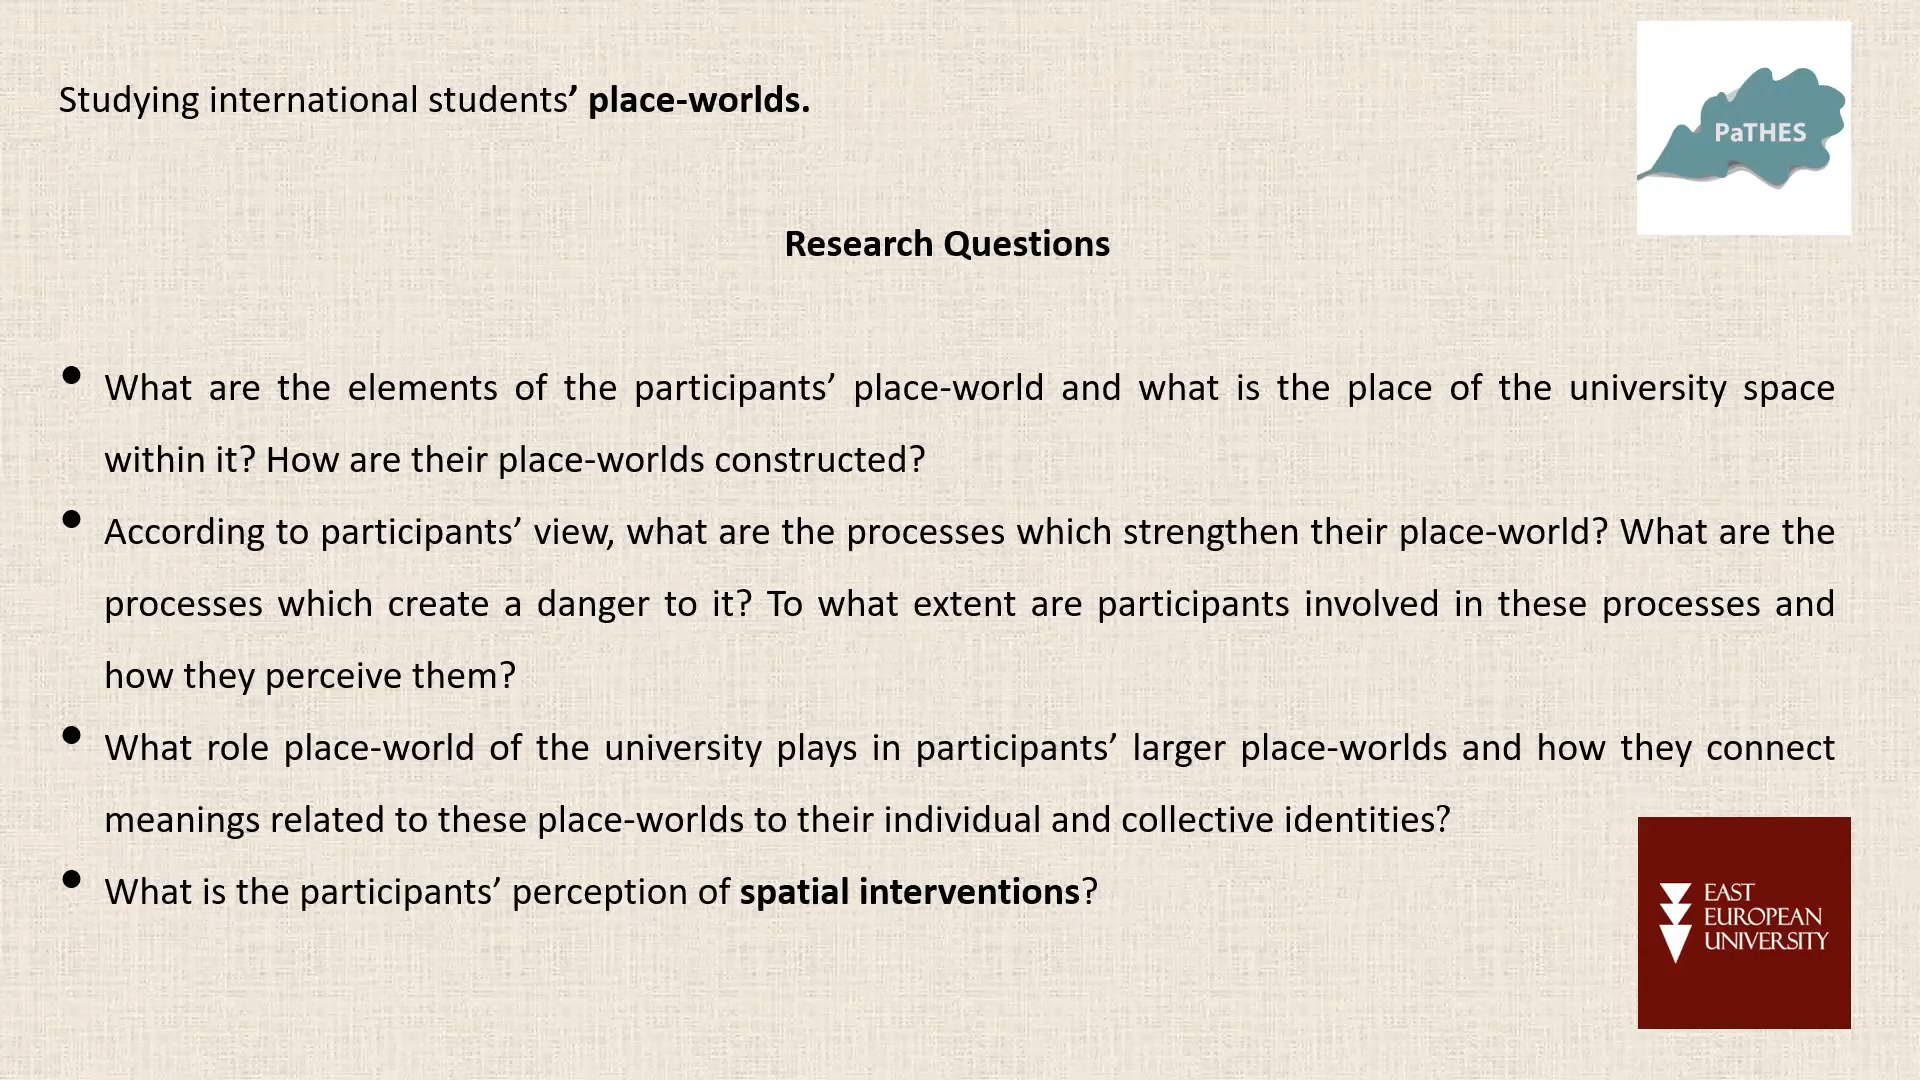 Studying international students’ place-worlds.
PaTHES
Research Questions
• What are the elements of the participants’ place-world and what is the place of the university space
within it? How are their place-worlds constructed?
• According to participants’ view, what are the processes which strengthen their place-world? What are the
processes which create a danger to it? To what extent are participants involved in these processes and
how they perceive them?
• What role place-world of the university plays in participants’ larger place-worlds and how they connect
meanings related to these place-worlds to their individual and collective identities?
• What is the participants’ perception of spatial interventions?
EAST
EUROPEAN
UNIVERSITY